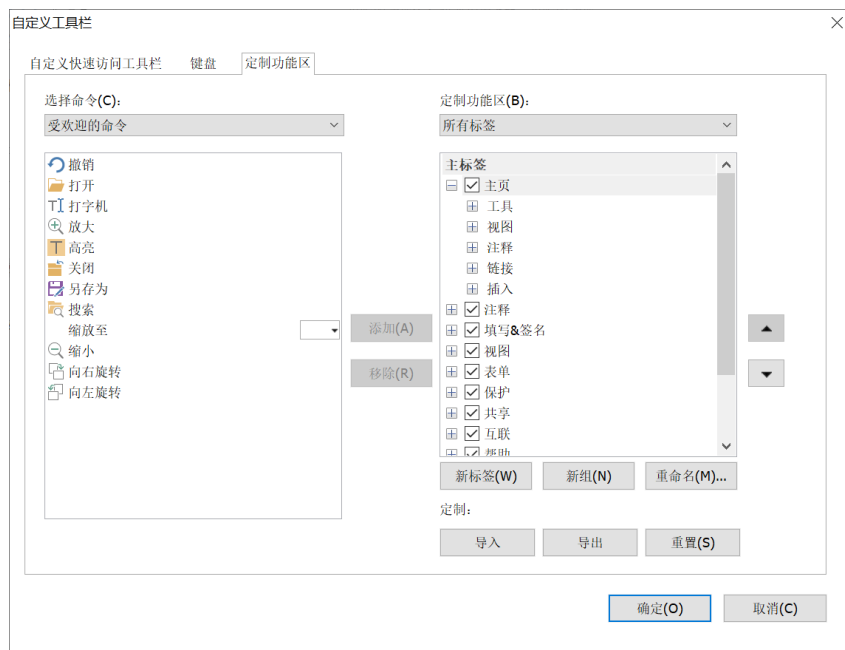 自定义工具栏
自定义快速访问工具栏 键盘 定制功能区
选择命令(C):
受欢迎的命令
撤销
打开
打字机
放大
高亮
关闭
另存为
搜索
缩放至
缩小
向右旋转
向左旋转
添加(A)
移除(R)
定制功能区(B):
所有标签
主标签
主页
工具
视图
注释
链接
插入
注释
填写&签名
视图
表单
保护
共享
互联
帮助
新标签(W) 新组(N) 重命名(M)...
定制:
导入 导出 重置(S)
确定(O) 取消(C)